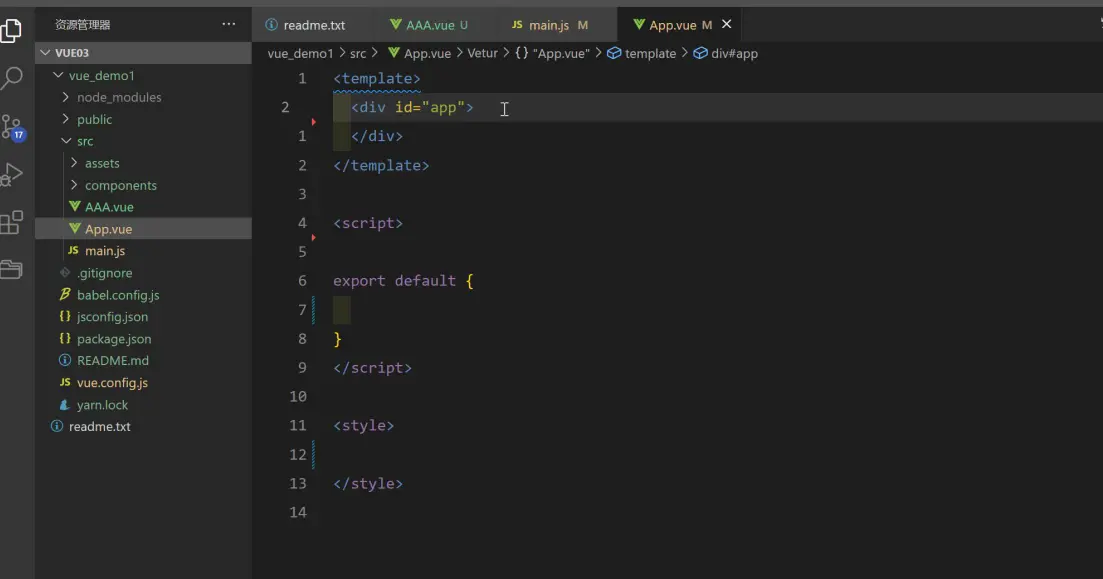 资源管理器 ···
VUE03
vue_demo1
node_modules
public
src
assets
components
AAA.vue
App.vue
JS main.js
.gitignore
babel.config.js
{} jsconfig.json
{} package.json
README.md
JS vue.config.js
yarn.lock
readme.txt
17
readme.txt AAA.vue U JS main.js M App.vue M
vue_demo1 > src > App.vue > Vetur > {} "App.vue" > template > div#app
1 <template>
2 <div id="app">
1 </div>
2 </template>
3
4 <script>
5
6 export default {
7
8 }
9 </script>
10
11 <style>
12
13 </style>
14